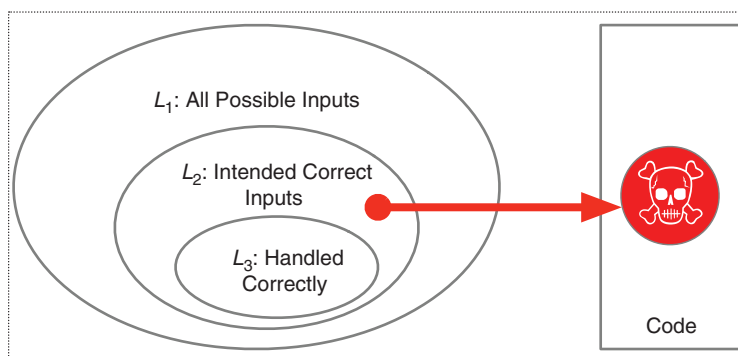 L₁: All Possible Inputs
L₂: Intended Correct
Inputs
L₃: Handled
Correctly
Code